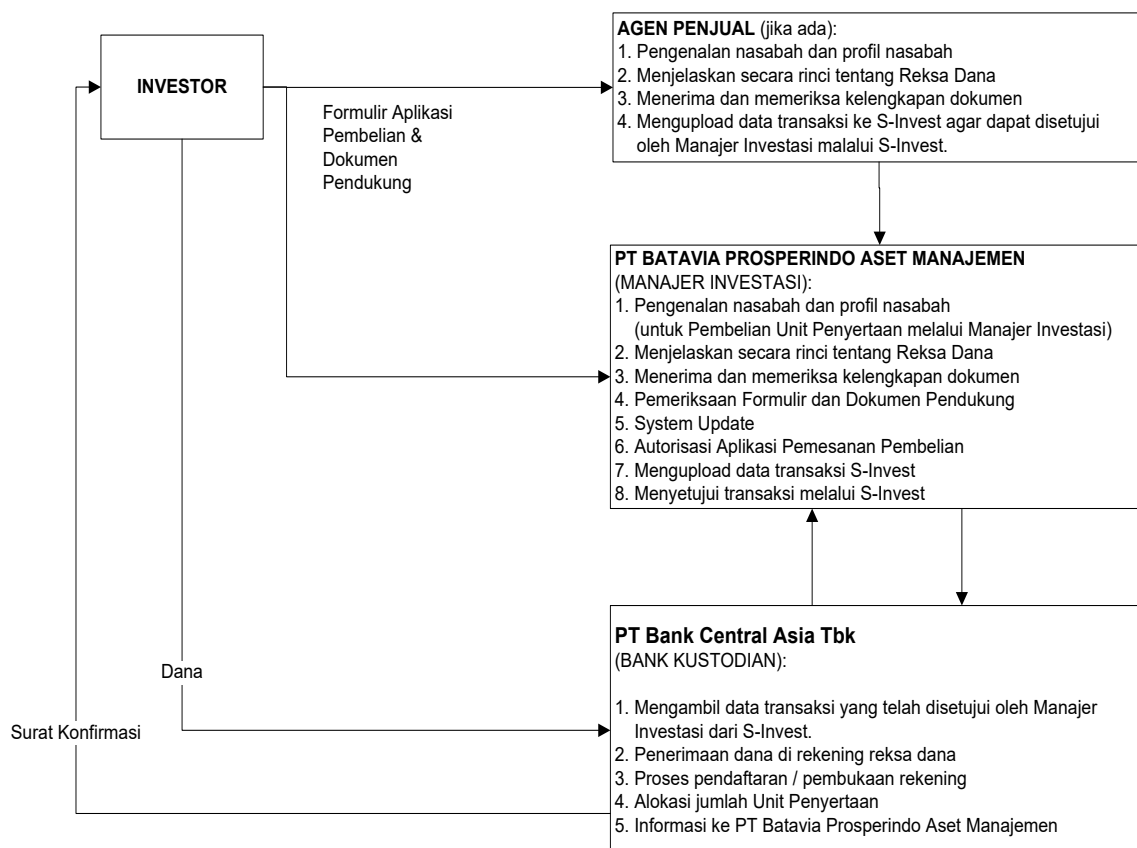 INVESTOR
Formulir Aplikasi
Pembelian &
Dokumen
Pendukung
AGEN PENJUAL (jika ada):
1. Pengenalan nasabah dan profil nasabah
2. Menjelaskan secara rinci tentang Reksa Dana
3. Menerima dan memeriksa kelengkapan dokumen
4. Mengupload data transaksi ke S-Invest agar dapat disetujui
oleh Manajer Investasi malalui S-Invest.
PT BATAVIA PROSPERINDO ASET MANAJEMEN
(MANAJER INVESTASI):
1. Pengenalan nasabah dan profil nasabah
(untuk Pembelian Unit Penyertaan melalui Manajer Investasi)
2. Menjelaskan secara rinci tentang Reksa Dana
3. Menerima dan memeriksa kelengkapan dokumen
4. Pemeriksaan Formulir dan Dokumen Pendukung
5. System Update
6. Autorisasi Aplikasi Pemesanan Pembelian
7. Mengupload data transaksi S-Invest
8. Menyetujui transaksi melalui S-Invest
Dana
Surat Konfirmasi
PT Bank Central Asia Tbk
(BANK KUSTODIAN):
1. Mengambil data transaksi yang telah disetujui oleh Manajer
Investasi dari S-Invest.
2. Penerimaan dana di rekening reksa dana
3. Proses pendaftaran / pembukaan rekening
4. Alokasi jumlah Unit Penyertaan
5. Informasi ke PT Batavia Prosperindo Aset Manajemen